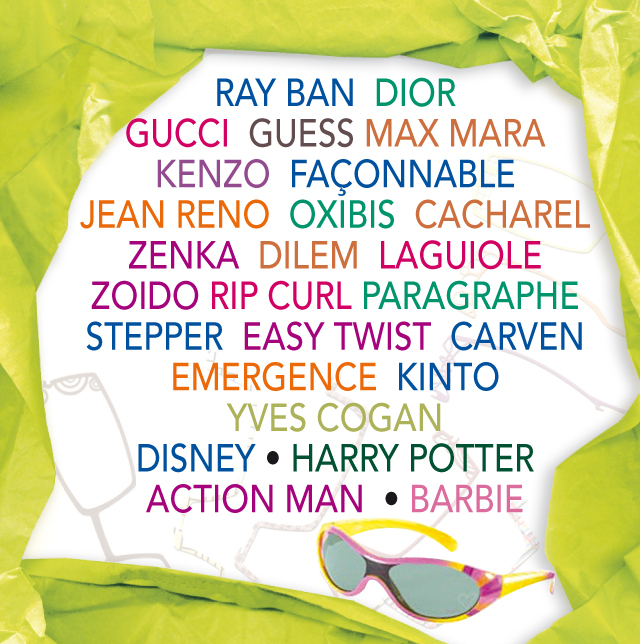 RAY BAN DIOR
GUCCI GUESS MAX MARA
KENZO FAÇONNABLE
JEAN RENO OXIBIS CACHAREL
ZENKA DILEM LAGUIOLE
ZOIDO RIP CURL PARAGRAPHE
STEPPER EASY TWIST CARVEN
EMERGENCE KINTO
YVES COGAN
DISNEY • HARRY POTTER
ACTION MAN • BARBIE